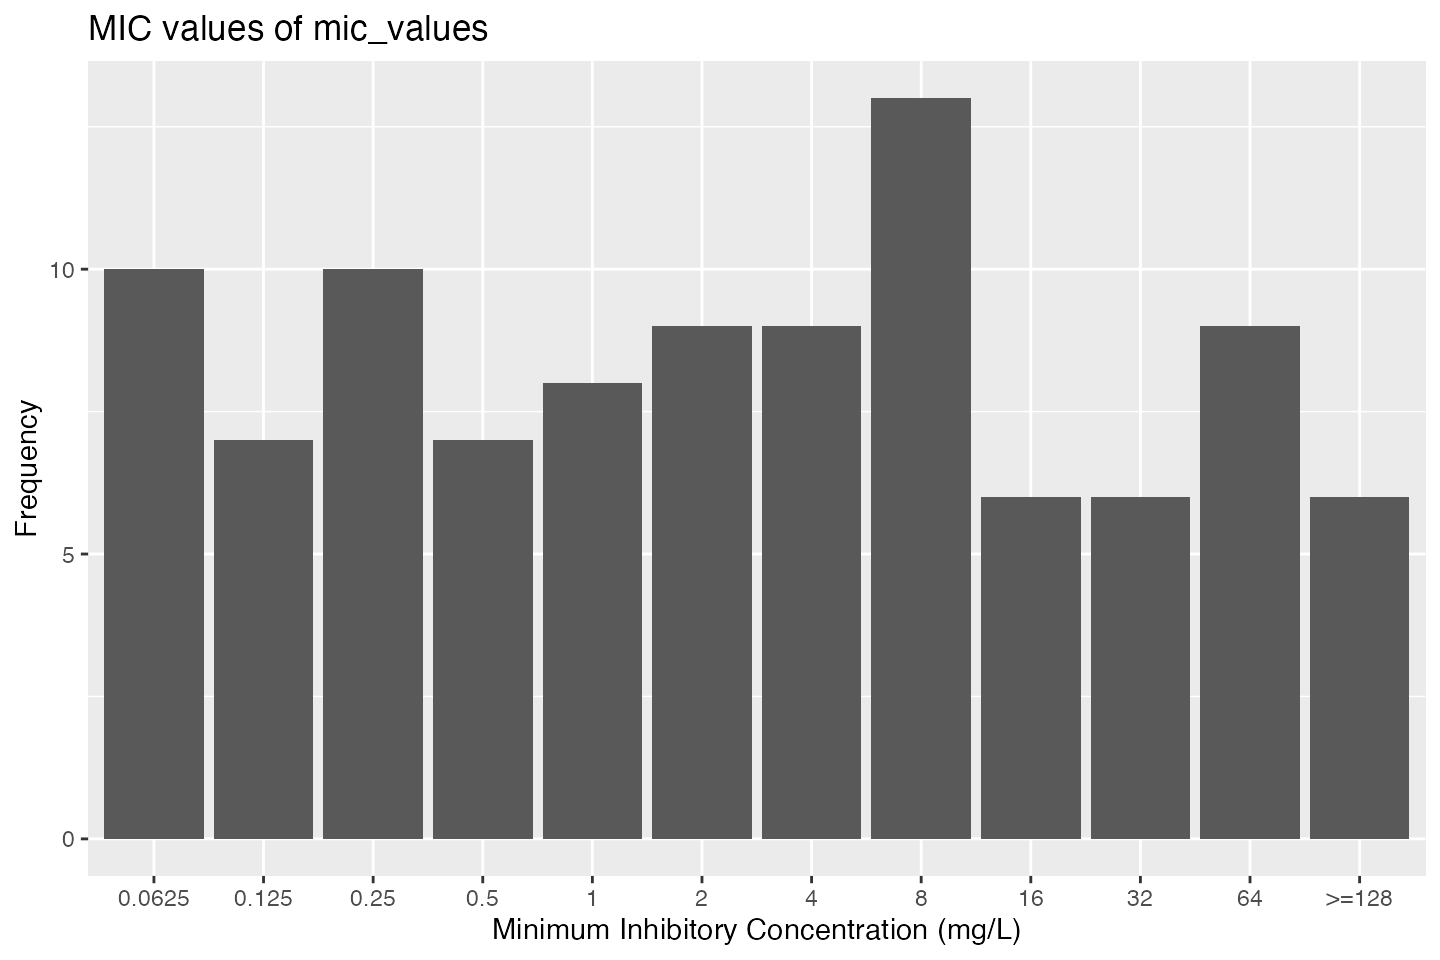 MIC values of mic_values
Frequency
10
5
0
0.0625 0.125 0.25 0.5 1 2 4 8 16 32 64 >=128
Minimum Inhibitory Concentration (mg/L)